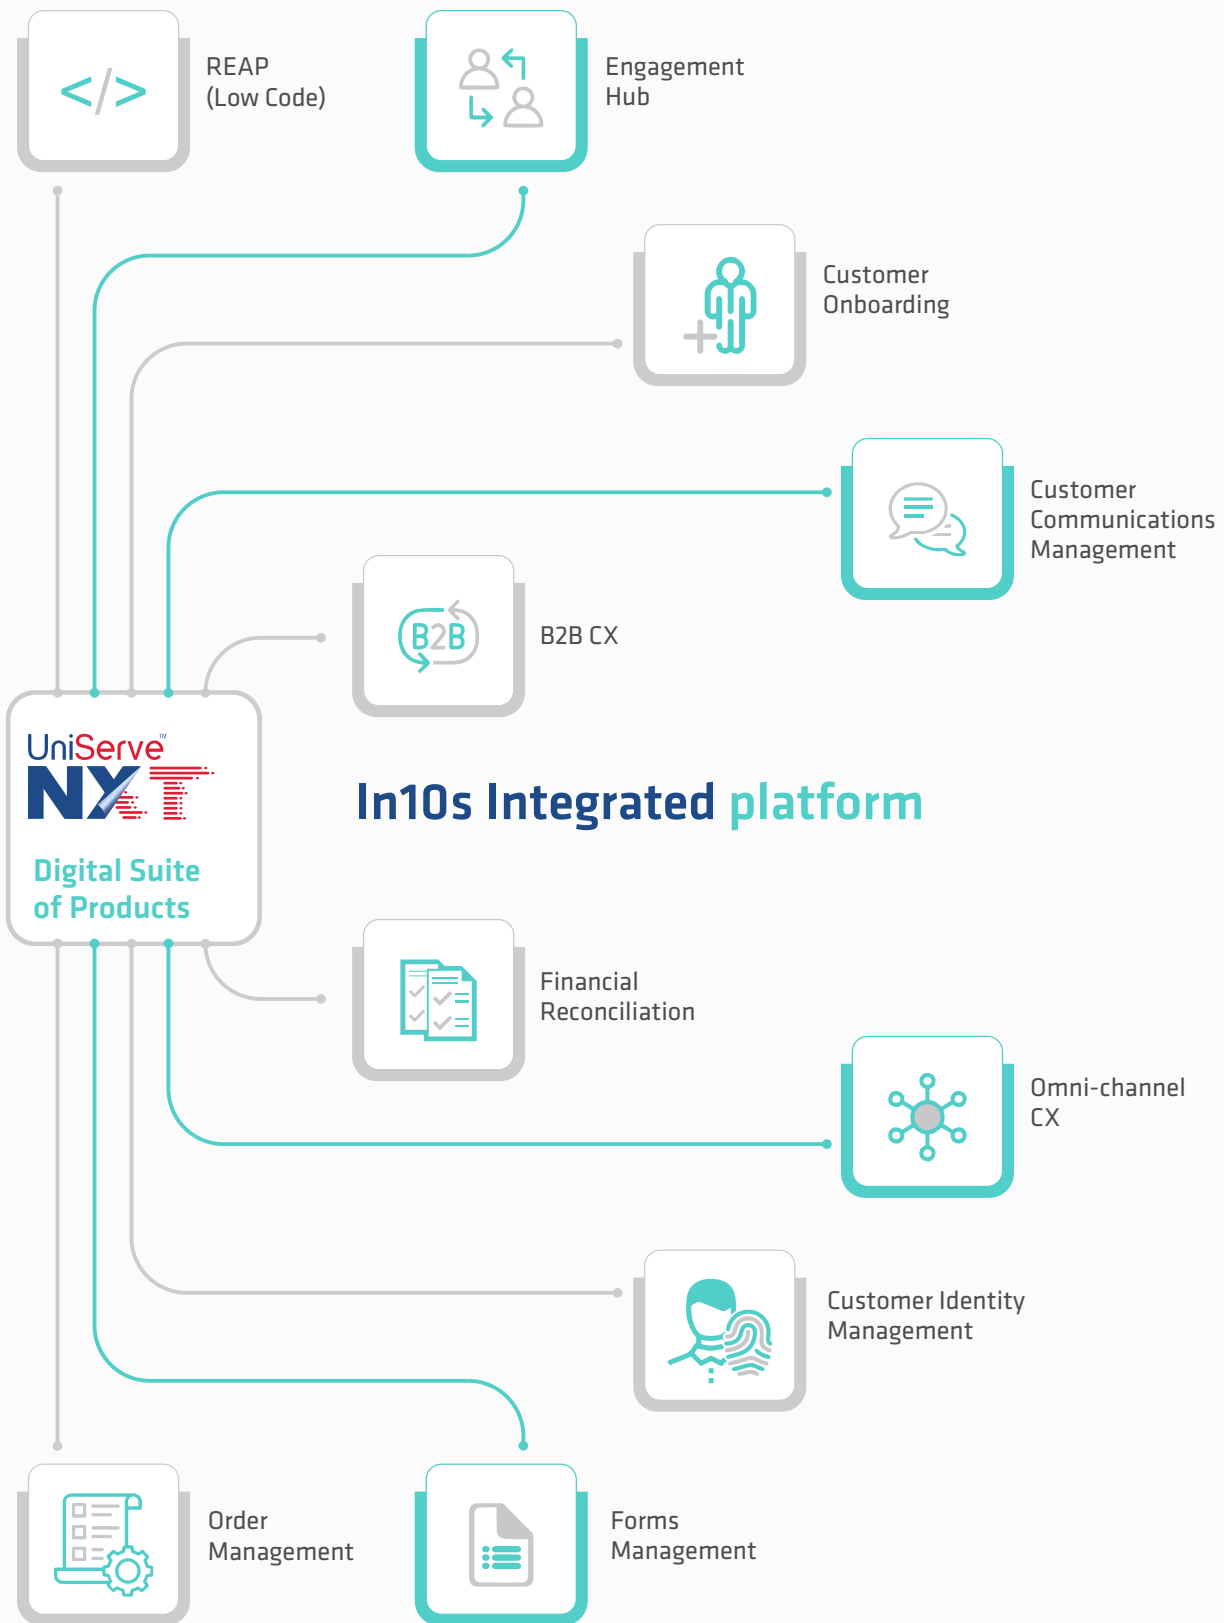 </>
REAP
(Low Code)
Engagement
Hub
Customer
Onboarding
Customer
Communications
Management
B2B
B2B CX
UniServe™
NXT
Digital Suite
of Products
In10s Integrated platform
Financial
Reconciliation
Omni-channel
CX
Customer Identity
Management
Order
Management
Forms
Management